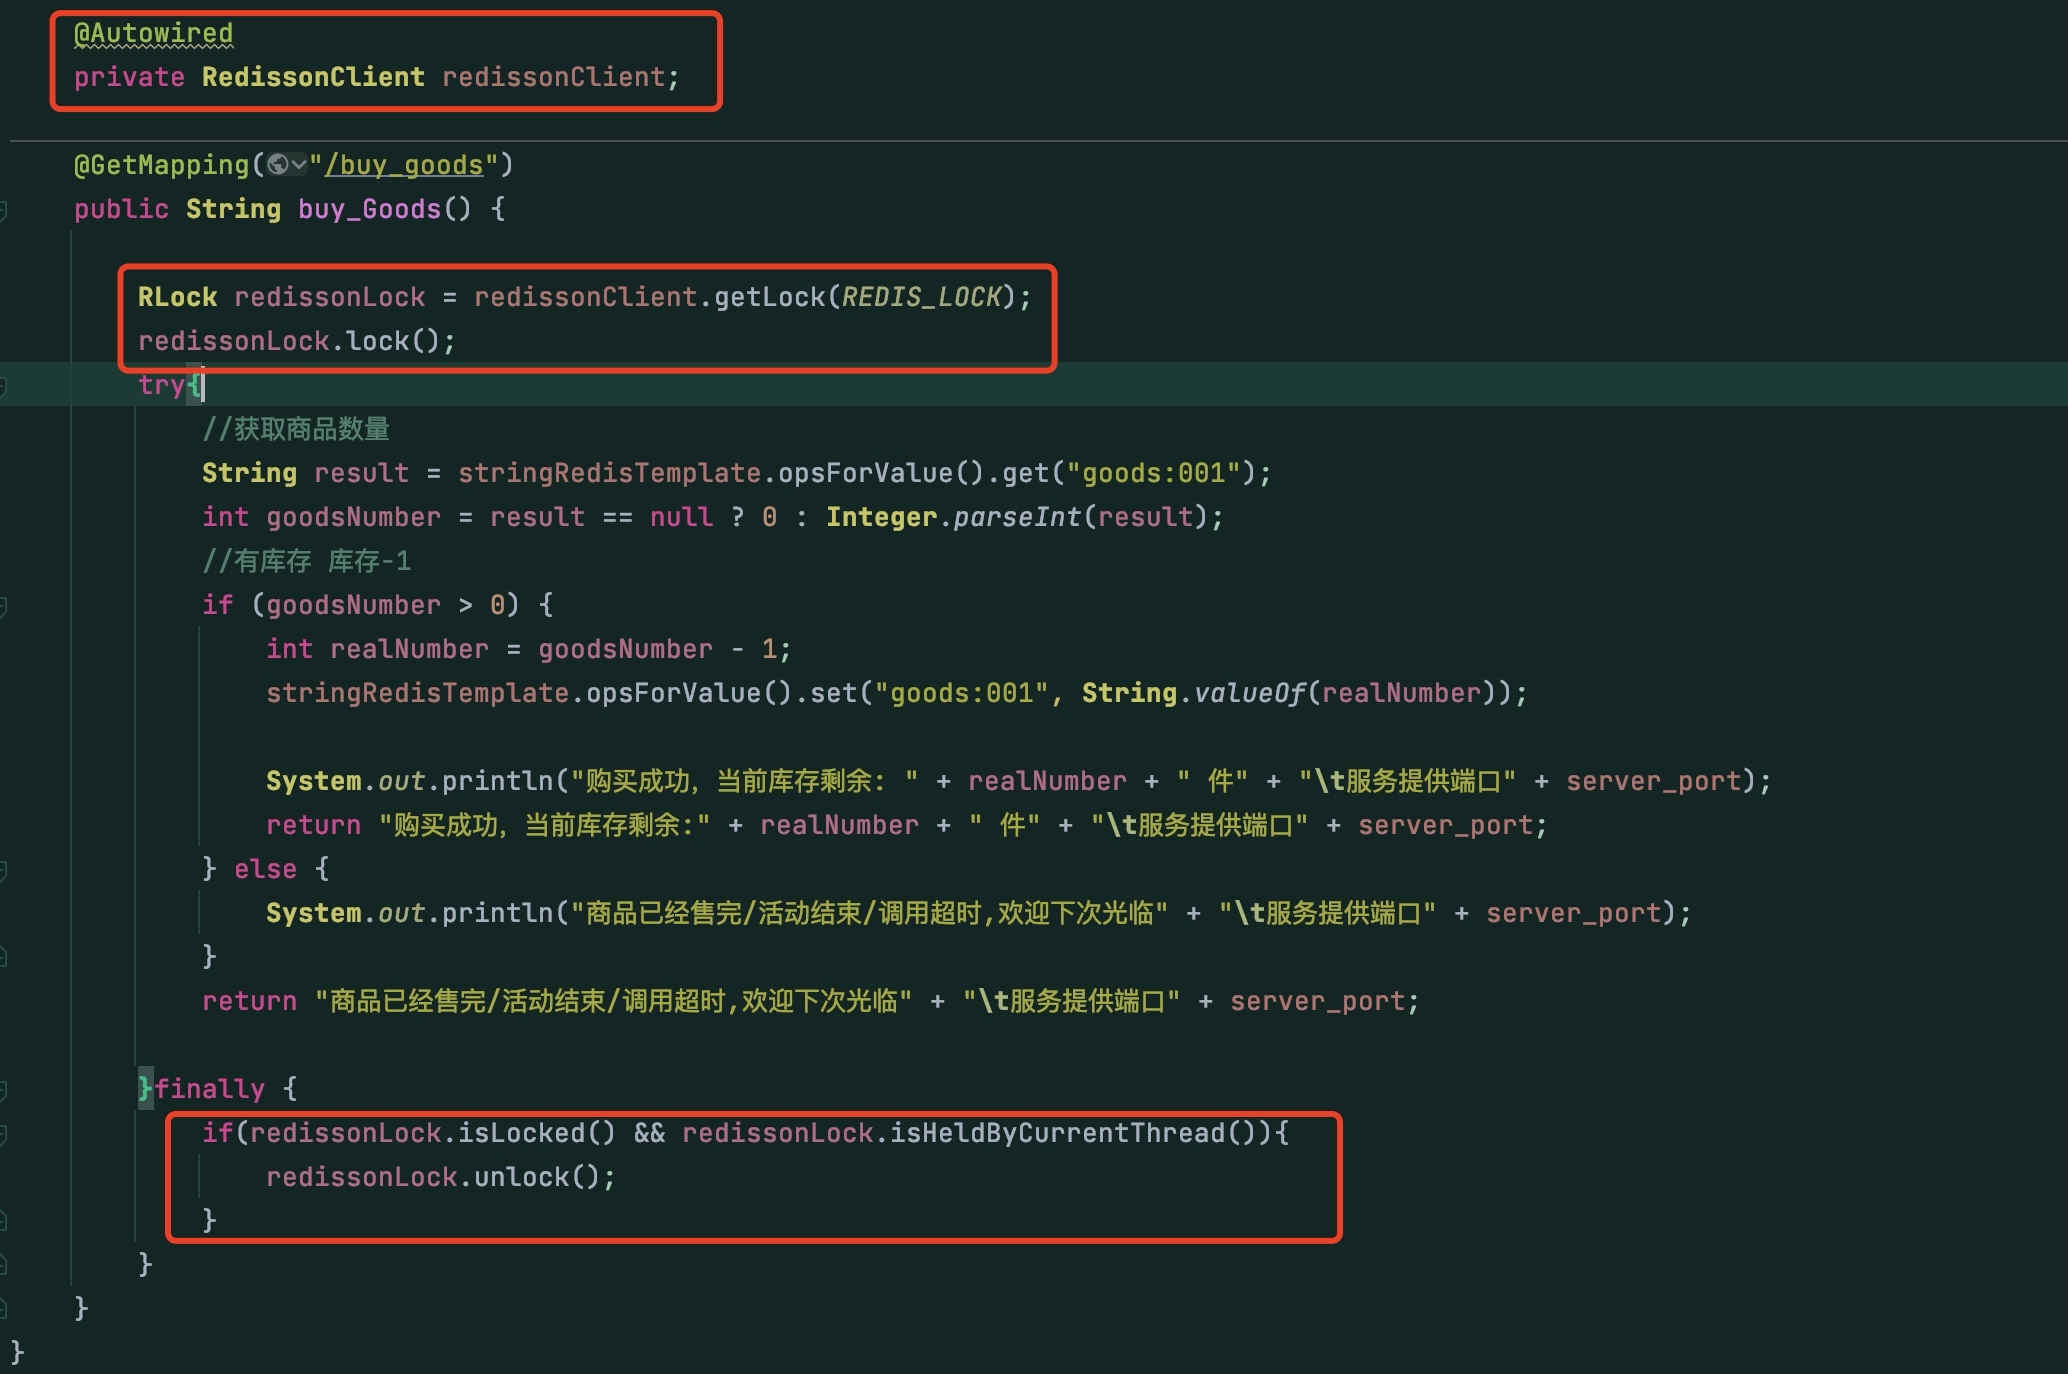 @Autowired
private RedissonClient redissonClient;
@GetMapping("/buy_goods")
public String buy_Goods() {
RLock redissonLock = redissonClient.getLock(REDIS_LOCK);
redissonLock.lock();
try{
//获取商品数量
String result = stringRedisTemplate.opsForValue().get("goods:001");
int goodsNumber = result == null ? 0 : Integer.parseInt(result);
//有库存 库存-1
if (goodsNumber > 0) {
int realNumber = goodsNumber - 1;
stringRedisTemplate.opsForValue().set("goods:001", String.valueOf(realNumber));
System.out.println("购买成功，当前库存剩余： " + realNumber + " 件" + "\t服务提供端口" + server_port);
return "购买成功，当前库存剩余:" + realNumber + " 件" + "\t服务提供端口" + server_port;
} else {
System.out.println("商品已经售完/活动结束/调用超时,欢迎下次光临" + "\t服务提供端口" + server_port);
}
return "商品已经售完/活动结束/调用超时,欢迎下次光临" + "\t服务提供端口" + server_port;
}finally {
if(redissonLock.isLocked() && redissonLock.isHeldByCurrentThread()){
redissonLock.unlock();
}
}
}
}